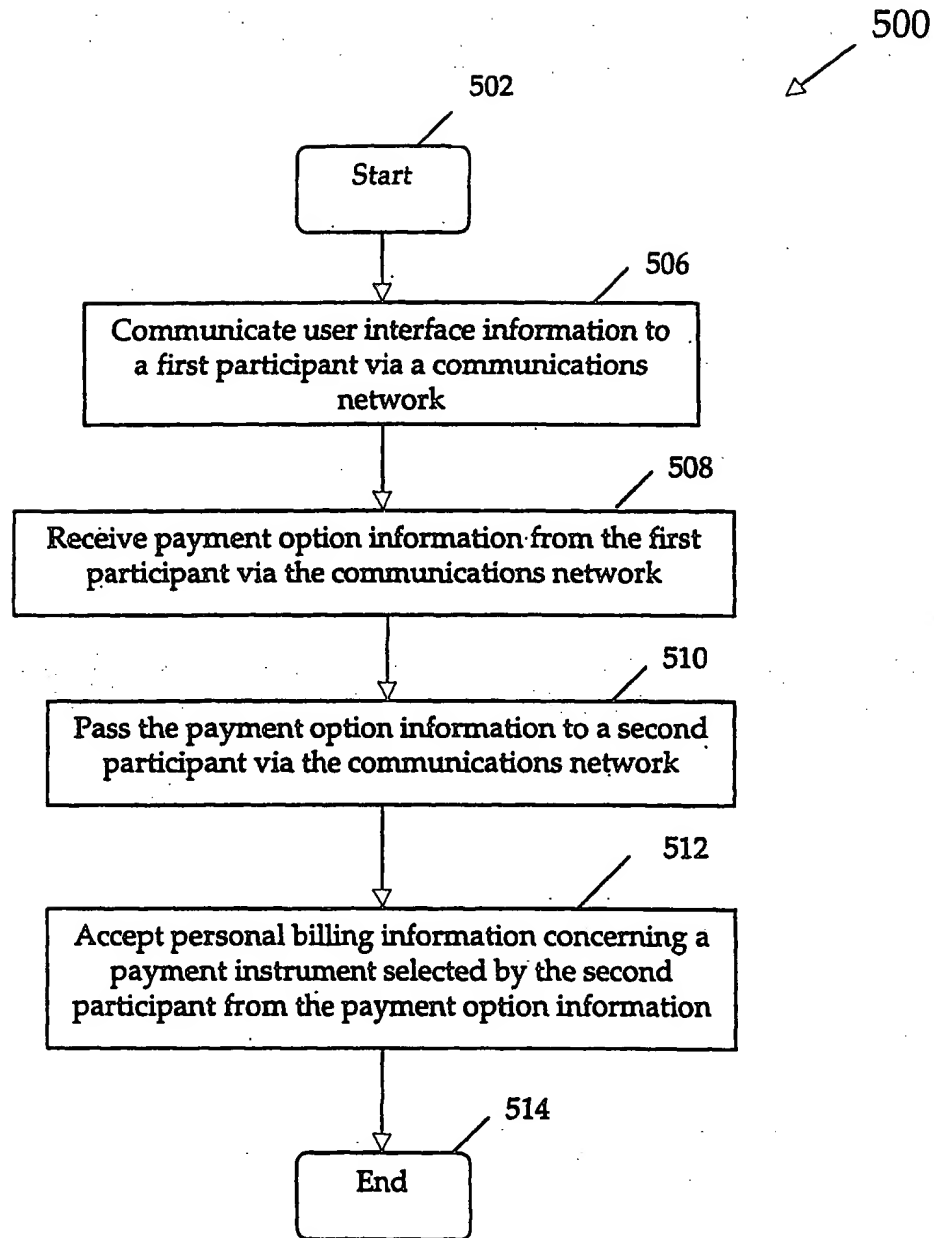 500
502
Start
506
Communicate user interface information to
a first participant via a communications
network
508
Receive payment option information from the first
participant via the communications network
510
Pass the payment option information to a second
participant via the communications network
512
Accept personal billing information concerning a
payment instrument selected by the second
participant from the payment option information
514
End